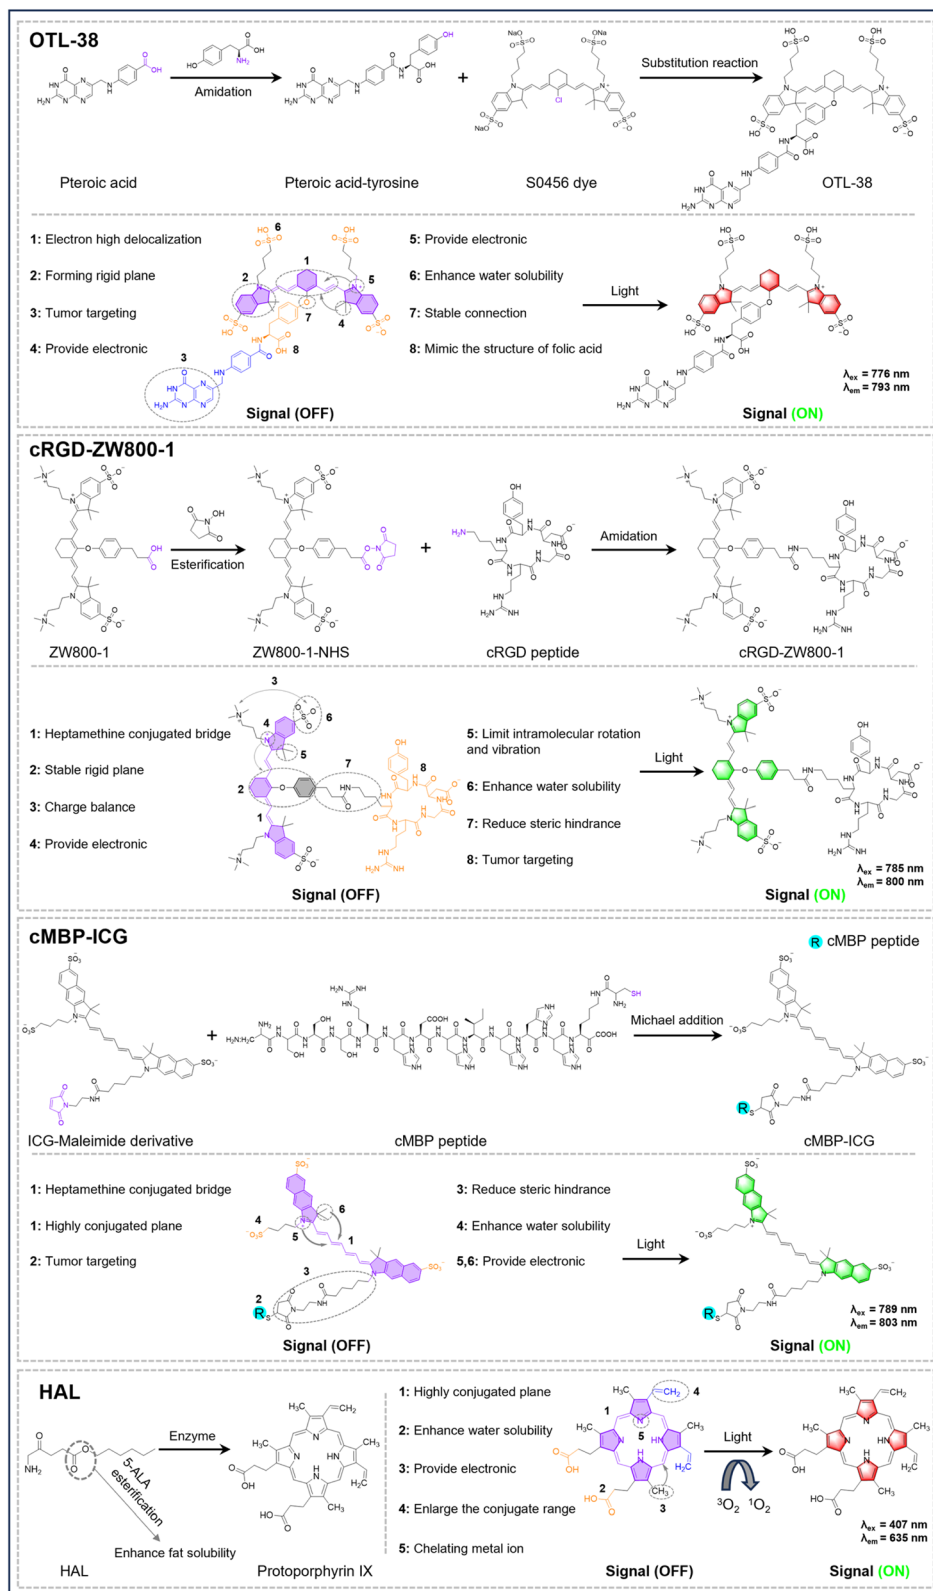 OTL-38
Amidation
Substitution reaction
Pteroic acid
Pteroic acid-tyrosine
S0456 dye
OTL-38
1: Electron high delocalization
2: Forming rigid plane
3: Tumor targeting
4: Provide electronic
5: Provide electronic
6: Enhance water solubility
7: Stable connection
8: Mimic the structure of folic acid
Light
Signal (OFF)
λex = 776 nm
λem = 793 nm
Signal (ON)
cRGD-ZW800-1
Esterification
Amidation
ZW800-1
ZW800-1-NHS
cRGD peptide
cRGD-ZW800-1
1: Heptamethine conjugated bridge
2: Stable rigid plane
3: Charge balance
4: Provide electronic
5: Limit intramolecular rotation
and vibration
6: Enhance water solubility
7: Reduce steric hindrance
8: Tumor targeting
Light
Signal (OFF)
λex = 785 nm
λem = 800 nm
Signal (ON)
cMBP-ICG
R cMBP peptide
Michael addition
ICG-Maleimide derivative
cMBP peptide
cMBP-ICG
1: Heptamethine conjugated bridge
1: Highly conjugated plane
2: Tumor targeting
3: Reduce steric hindrance
4: Enhance water solubility
5,6: Provide electronic
Light
Signal (OFF)
λex = 789 nm
λem = 803 nm
Signal (ON)
HAL
Enzyme
5-ALA
esterification
Enhance fat solubility
HAL
Protoporphyrin IX
1: Highly conjugated plane
2: Enhance water solubility
3: Provide electronic
4: Enlarge the conjugate range
5: Chelating metal ion
Light
³O₂ ¹O₂
Signal (OFF)
λex = 407 nm
λem = 635 nm
Signal (ON)